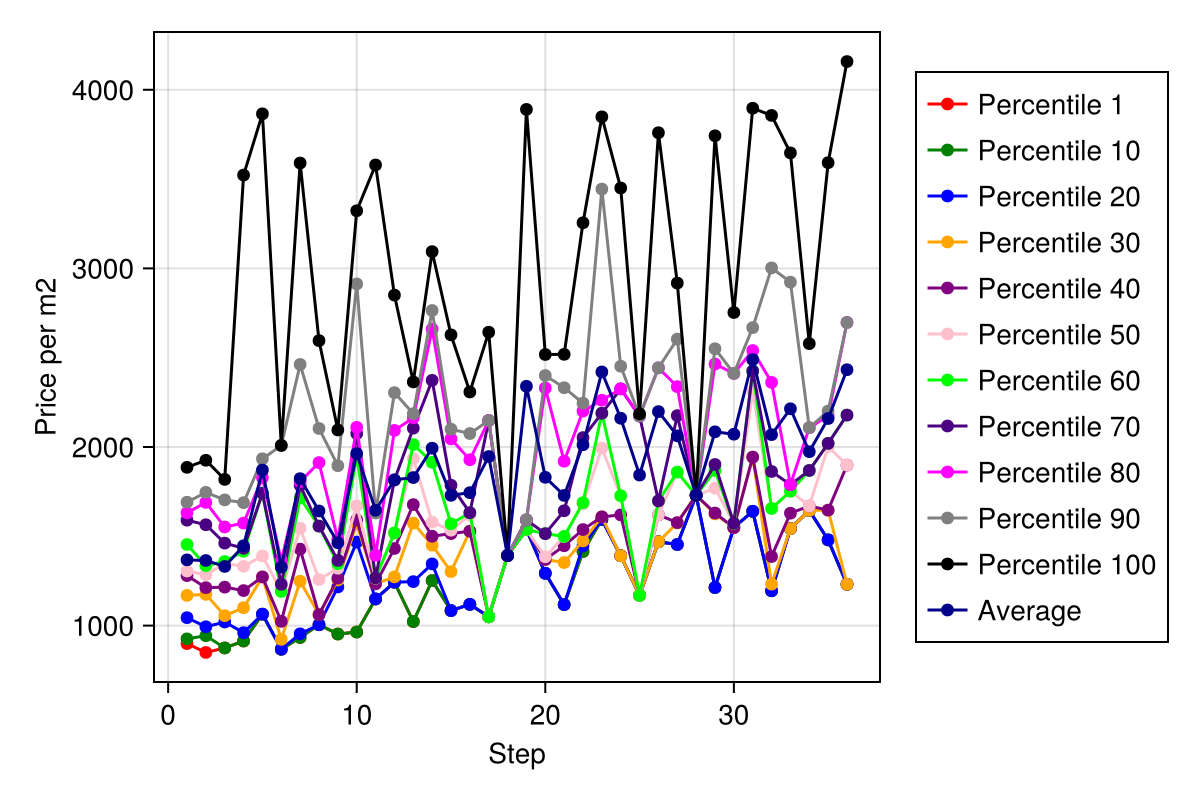 4000
3000
2000
1000
Price per m2
0 10 20 30
Step
Percentile 1
Percentile 10
Percentile 20
Percentile 30
Percentile 40
Percentile 50
Percentile 60
Percentile 70
Percentile 80
Percentile 90
Percentile 100
Average